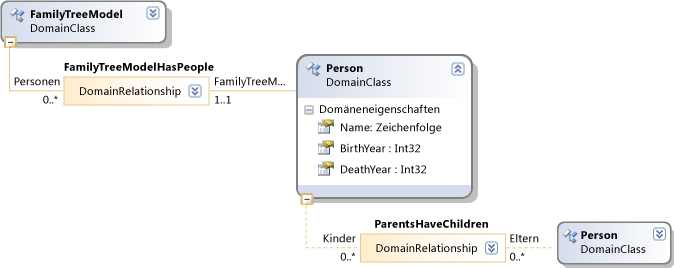 FamilyTreeModel
DomainClass
FamilyTreeModelHasPeople
Personen
DomainRelationship
FamilyTreeM...
0..*
1..1
Person
DomainClass
Domäneneigenschaften
Name: Zeichenfolge
BirthYear : Int32
DeathYear : Int32
ParentsHaveChildren
Kinder
DomainRelationship
Eltern
0..*
0..*
Person
DomainClass